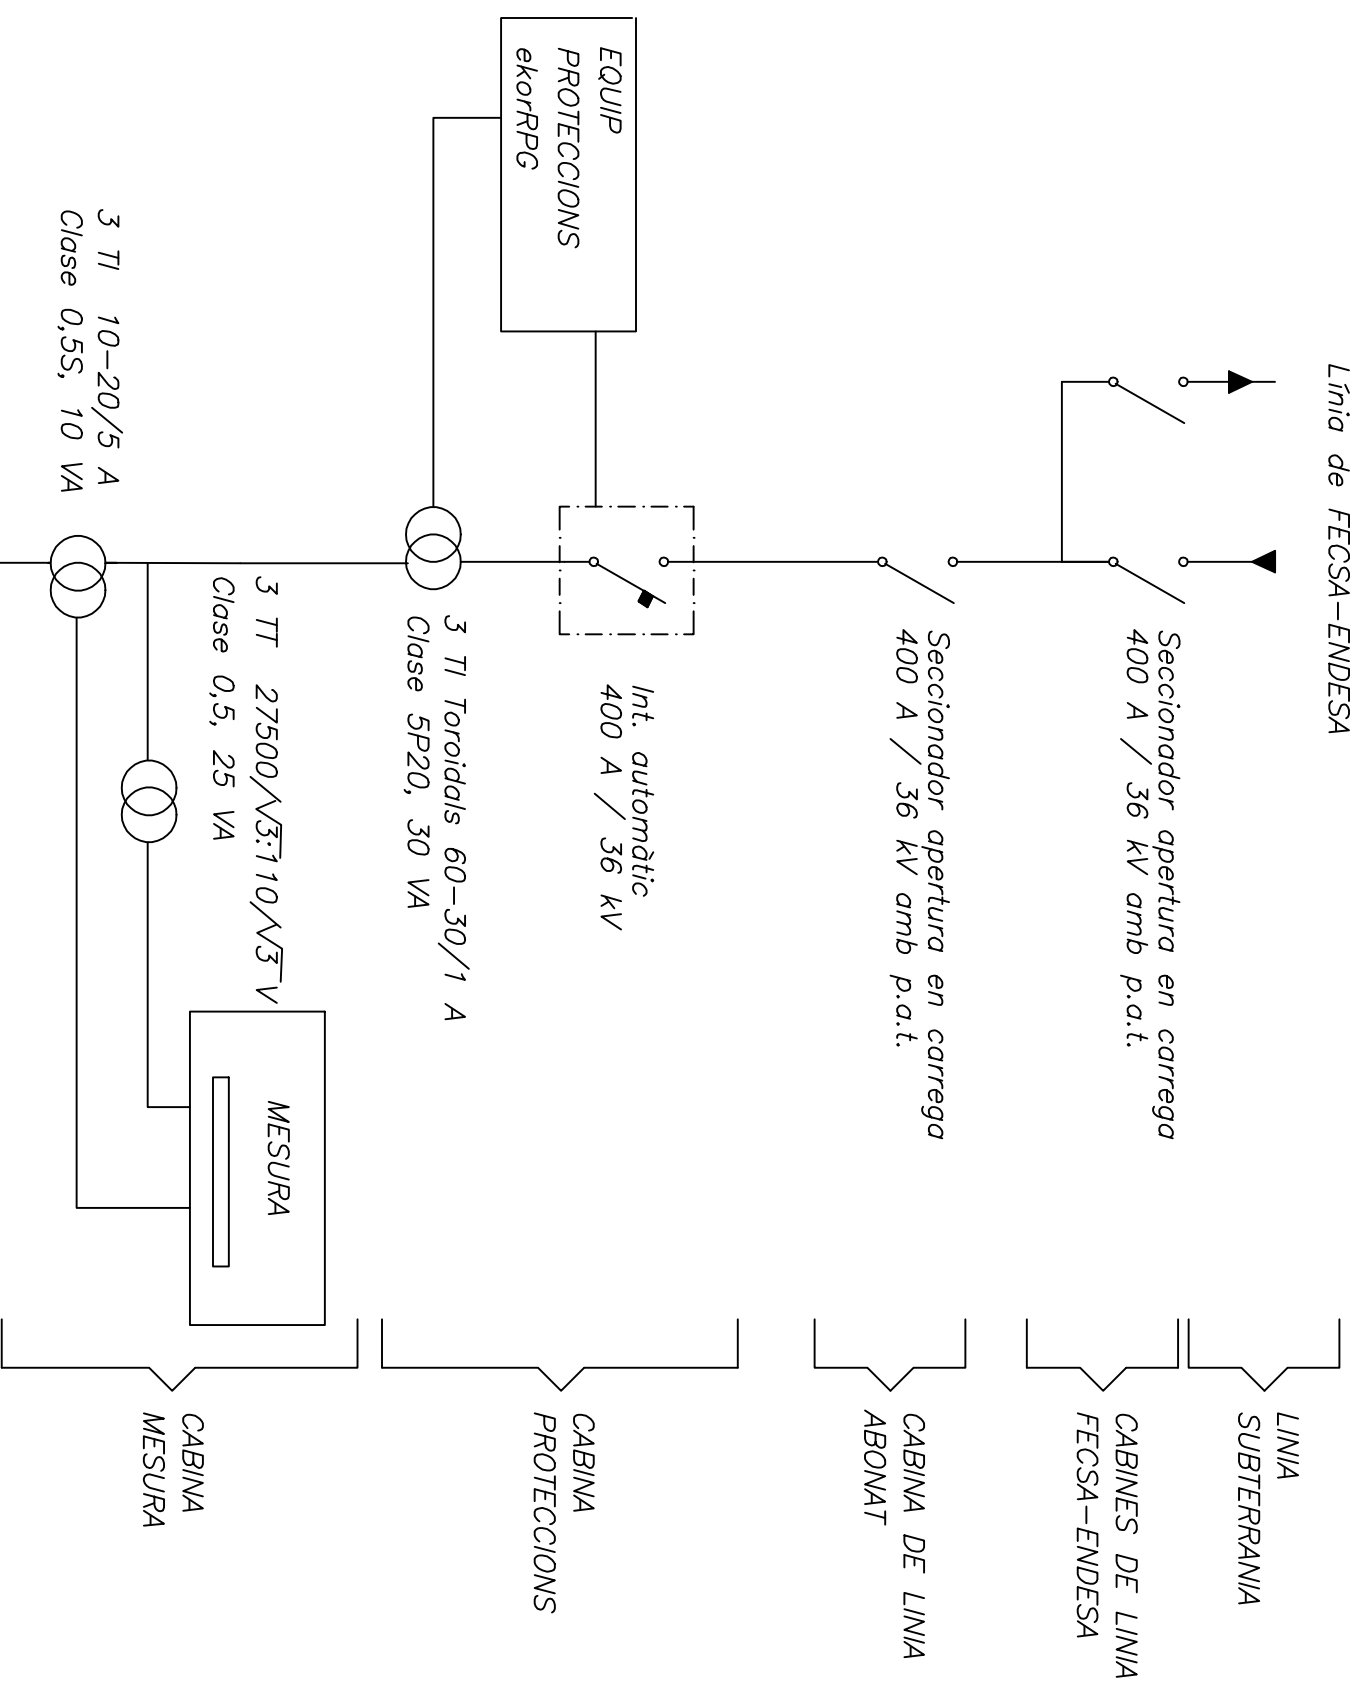 Línia de FECSA-ENDESA
LINIA
SUBTERRANIA
Seccionador apertura en carrega
400 A / 36 kV amb p.a.t.
CABINES DE LINIA
FECSA-ENDESA
Seccionador apertura en carrega
400 A / 36 kV amb p.a.t.
CABINA DE LINIA
ABONAT
EQUIP
PROTECCIONS
ekorRPG
Int. automàtic
400 A / 36 kV
3 TI Toroidals 60-30/1 A
Clase 5P20, 30 VA
CABINA
PROTECCIONS
3 TT 27500/√3:110/√3 V
Clase 0,5, 25 VA
MESURA
3 TI 10-20/5 A
Clase 0,5S, 10 VA
CABINA
MESURA